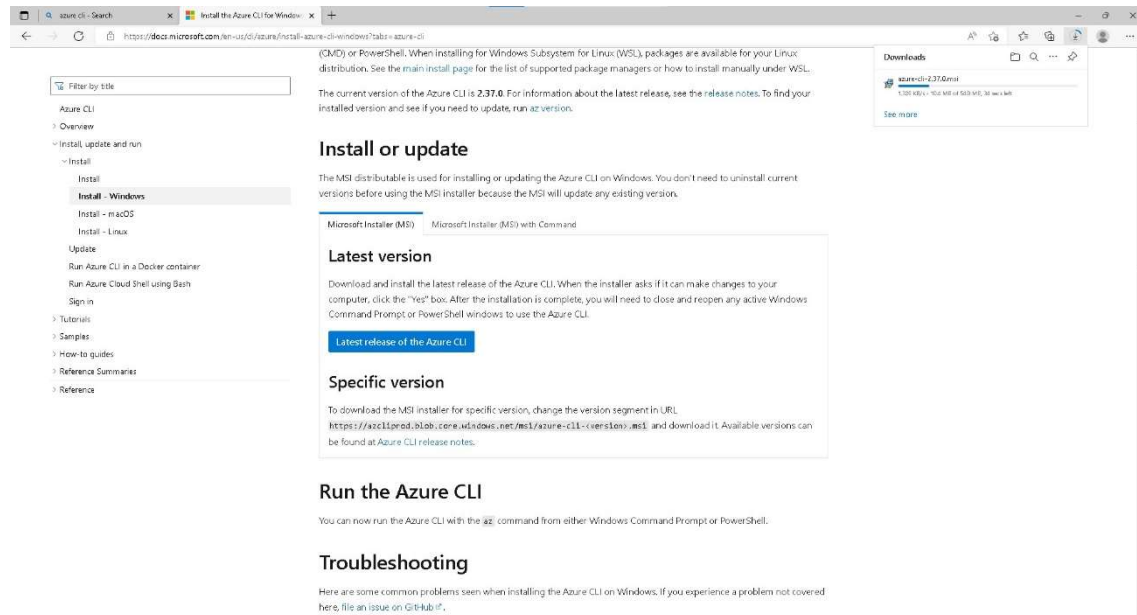 azure cli - Search
Install the Azure CLI for Window
https://docs.microsoft.com/en-us/cli/azure/install-azure-cli-windows?tabs=azure-cli
Downloads
azure-cli-2.37.0.msi
See more
Filter by title
Azure CLI
Overview
Install, update and run
Install
Install
Install - Windows
Install - macOS
Install - Linux
Update
Run Azure CLI in a Docker container
Run Azure Cloud Shell using Bash
Sign in
Tutorials
Samples
How-to guides
Reference Summaries
Reference
(CMD) or PowerShell. When installing for Windows Subsystem for Linux (WSL), packages are available for your Linux
distribution. See the main install page for the list of supported package managers or how to install manually under WSL.
The current version of the Azure CLI is 2.37.0. For information about the latest release, see the release notes. To find your
installed version and see if you need to update, run az version.
Install or update
The MSI distributable is used for installing or updating the Azure CLI on Windows. You don't need to uninstall current
versions before using the MSI installer because the MSI will update any existing version.
Microsoft Installer (MSI) Microsoft Installer (MSI) with Command
Latest version
Download and install the latest release of the Azure CLI. When the installer asks if it can make changes to your
computer, click the "Yes" box. After the installation is complete, you will need to close and reopen any active Windows
Command Prompt or PowerShell windows to use the Azure CLI.
Latest release of the Azure CLI
Specific version
To download the MSI installer for specific version, change the version segment in URL
https://azcliprod.blob.core.windows.net/msi/azure-cli-<version>.msi and download it. Available versions can
be found at Azure CLI release notes.
Run the Azure CLI
You can now run the Azure CLI with the az command from either Windows Command Prompt or PowerShell.
Troubleshooting
Here are some common problems seen when installing the Azure CLI on Windows. If you experience a problem not covered
here, file an issue on GitHub.